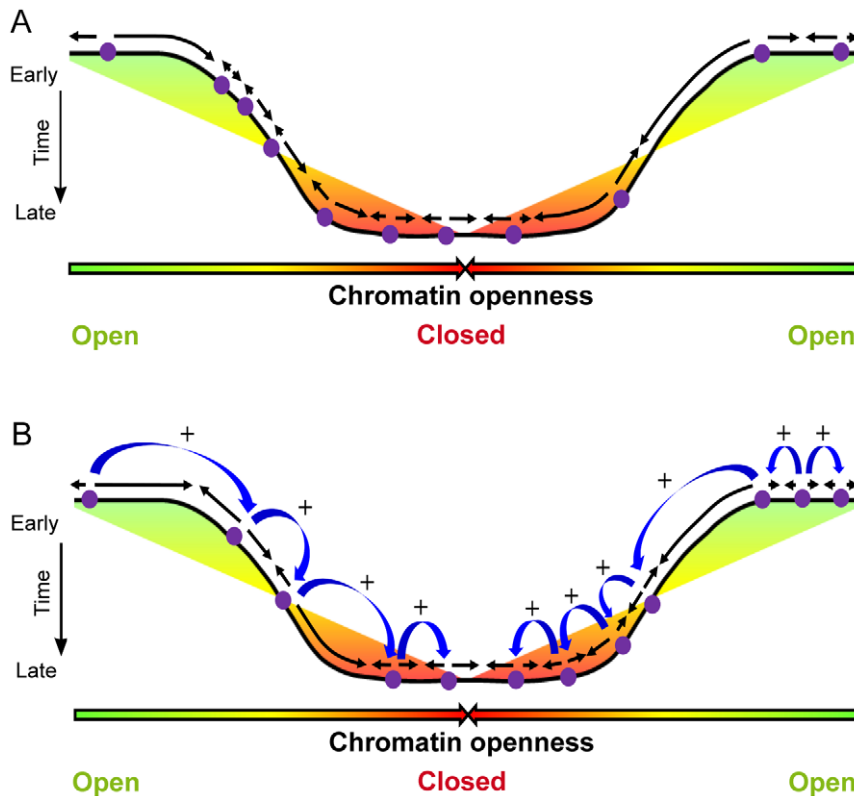 A
Early
Time
Late
Chromatin openness
Open Closed Open
B
+ + +
+ +
Early
+ +
Time
+ + +
Late
Chromatin openness
Open Closed Open